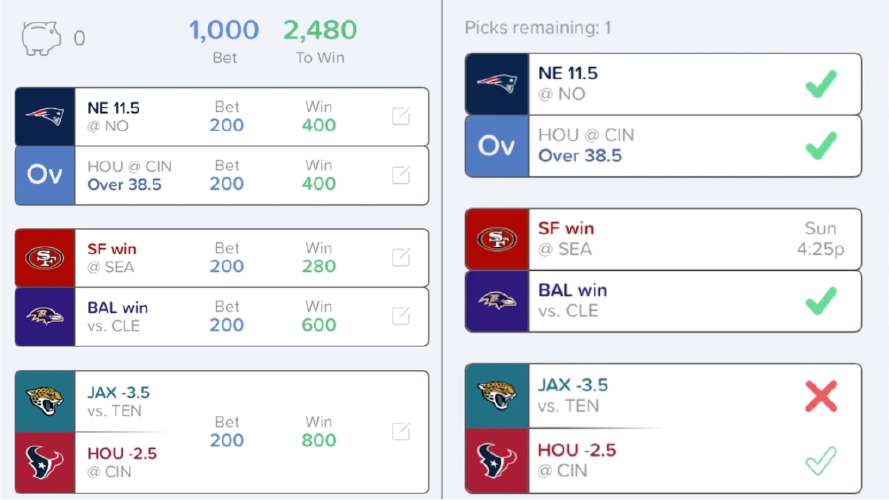 0
1,000 2,480
Bet To Win
NE 11.5 Bet Win
@ NO 200 400
Ov HOU @ CIN Bet Win
Over 38.5 200 400
SF win Bet Win
@ SEA 200 280
BAL win Bet Win
vs. CLE 200 600
JAX -3.5
vs. TEN Bet Win
HOU -2.5 200 800
@ CIN
Picks remaining: 1
NE 11.5
@ NO
Ov HOU @ CIN
Over 38.5
SF win Sun
@ SEA 4:25p
BAL win
vs. CLE
JAX -3.5
vs. TEN
HOU -2.5
@ CIN